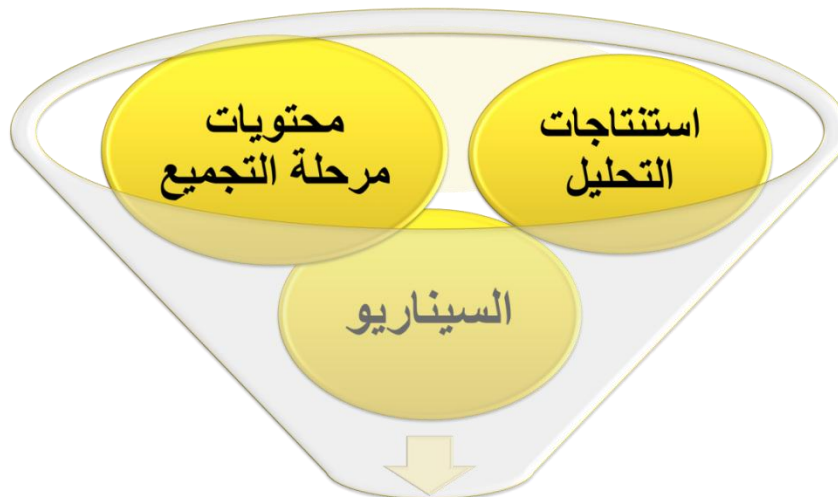 استنتاجات
التحليل
محتويات
مرحلة التجميع
السيناريو